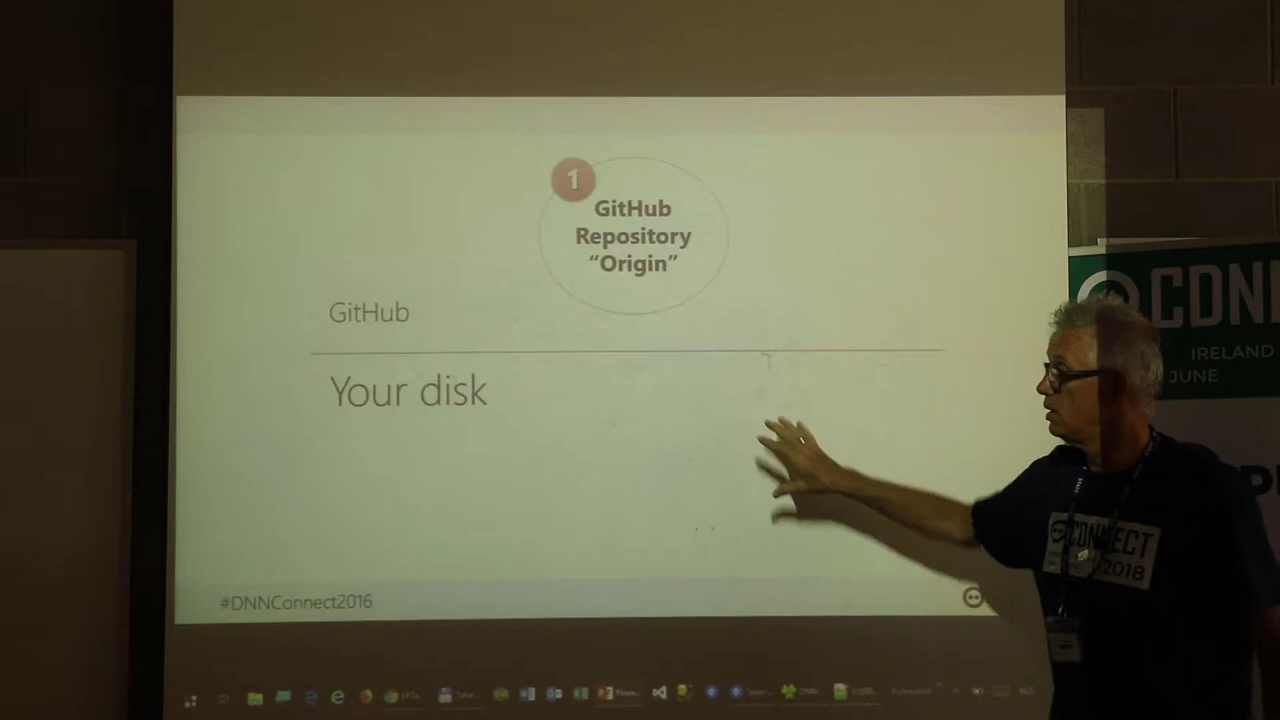 1
GitHub
Repository
“Origin”
GitHub
Your disk
#DNNConnect2016
CDN
IRELAND
JUNE
CONNECT
2018